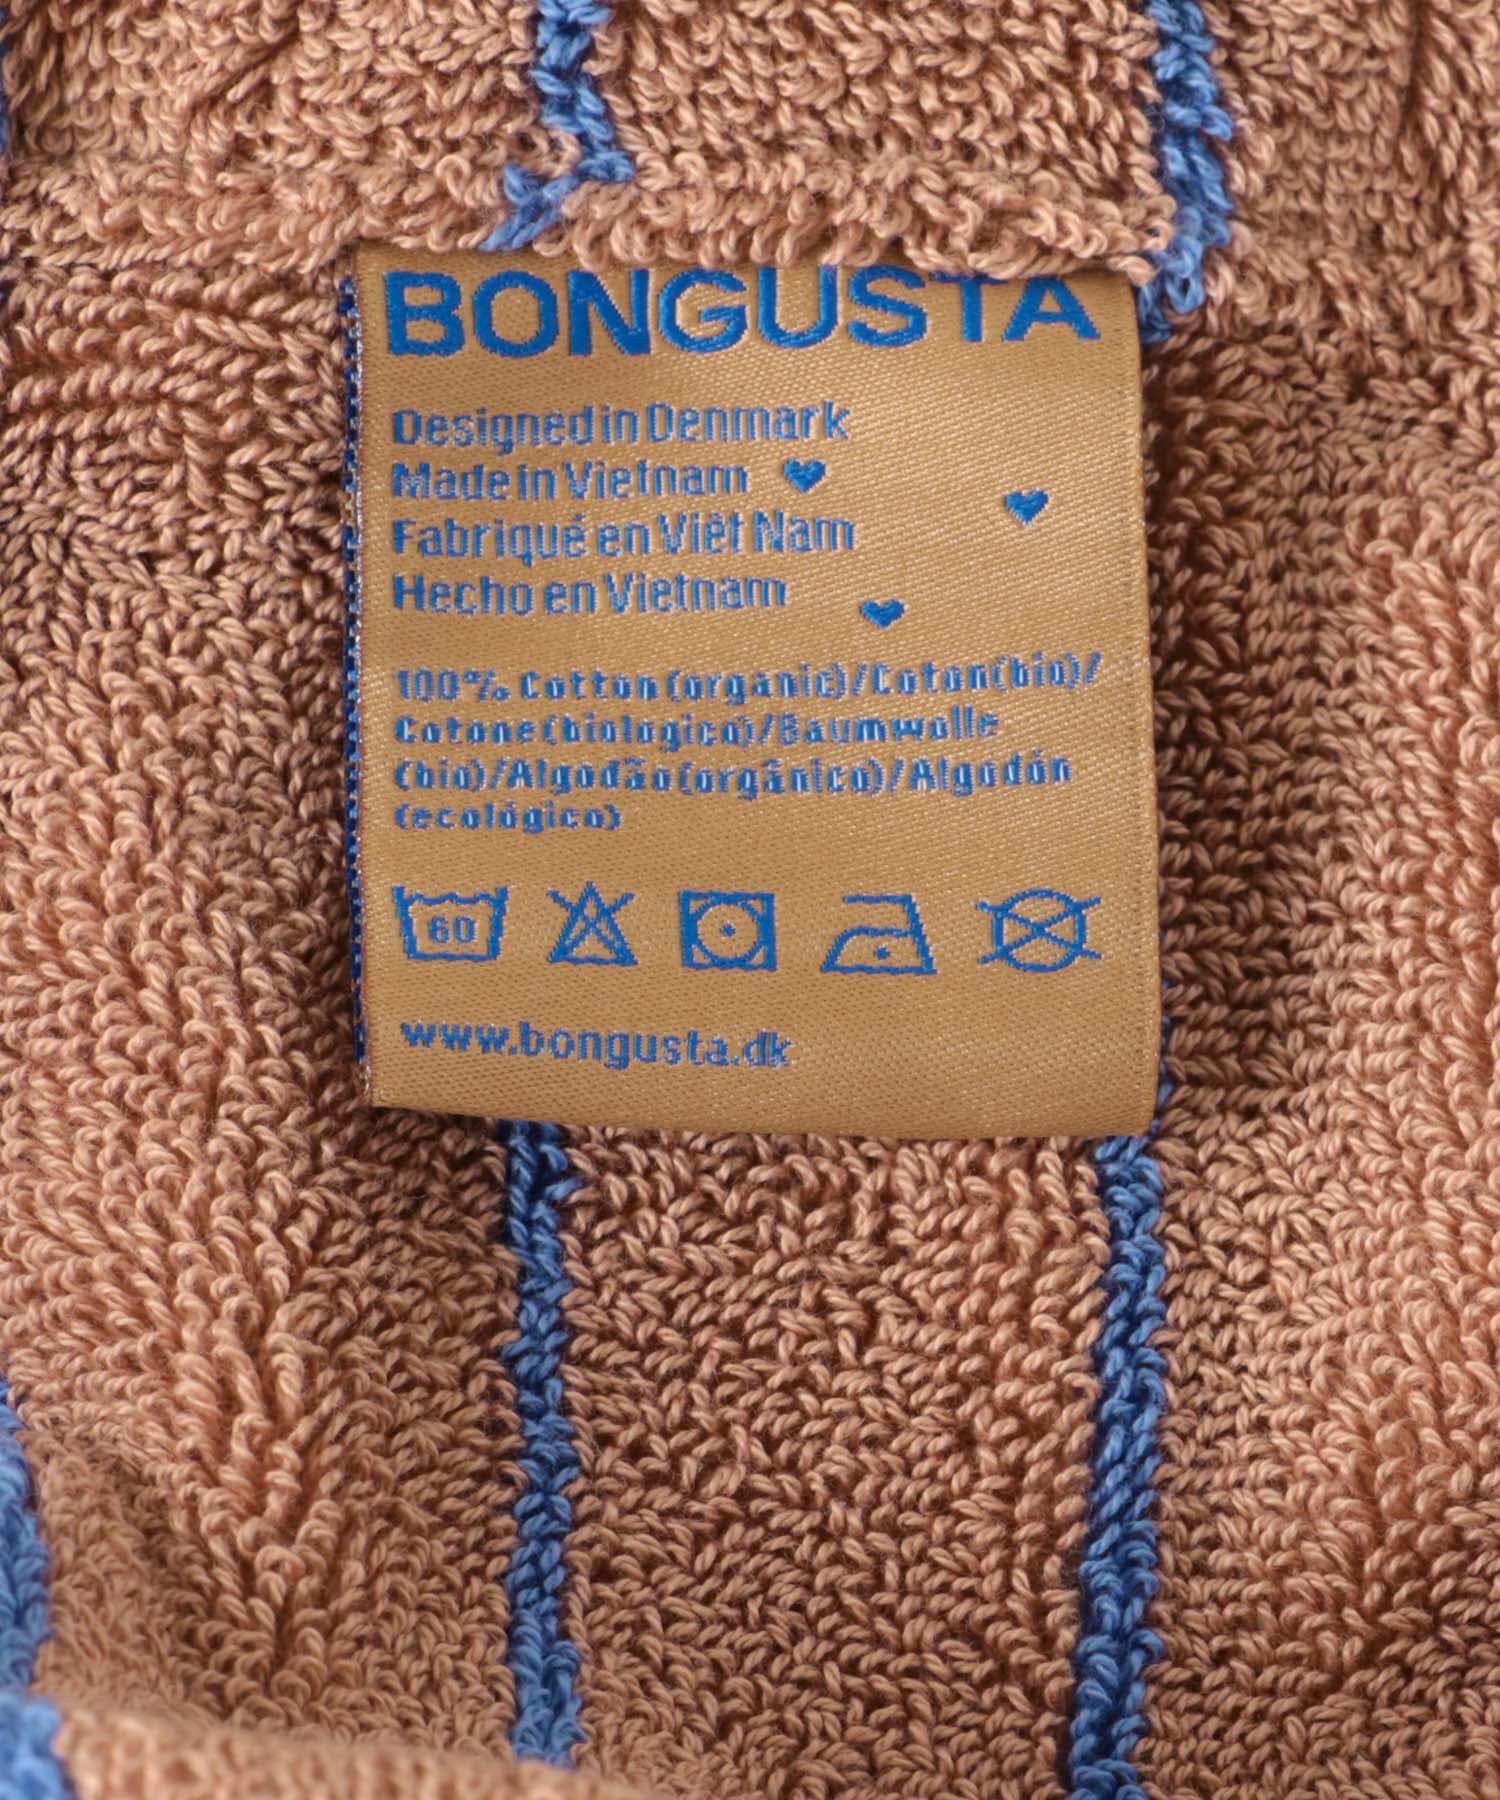 BONGUSTA
Designed in Denmark
Made in Vietnam
Fabriqué en Viêt Nam
Hecho en Vietnam
100% Cotton (organic)/Coton(bio)/
Cotone(biologico)/Baumwolle
(bio)/Algodão(orgânico)/Algodón
(ecológico)
60
www.bongusta.dk